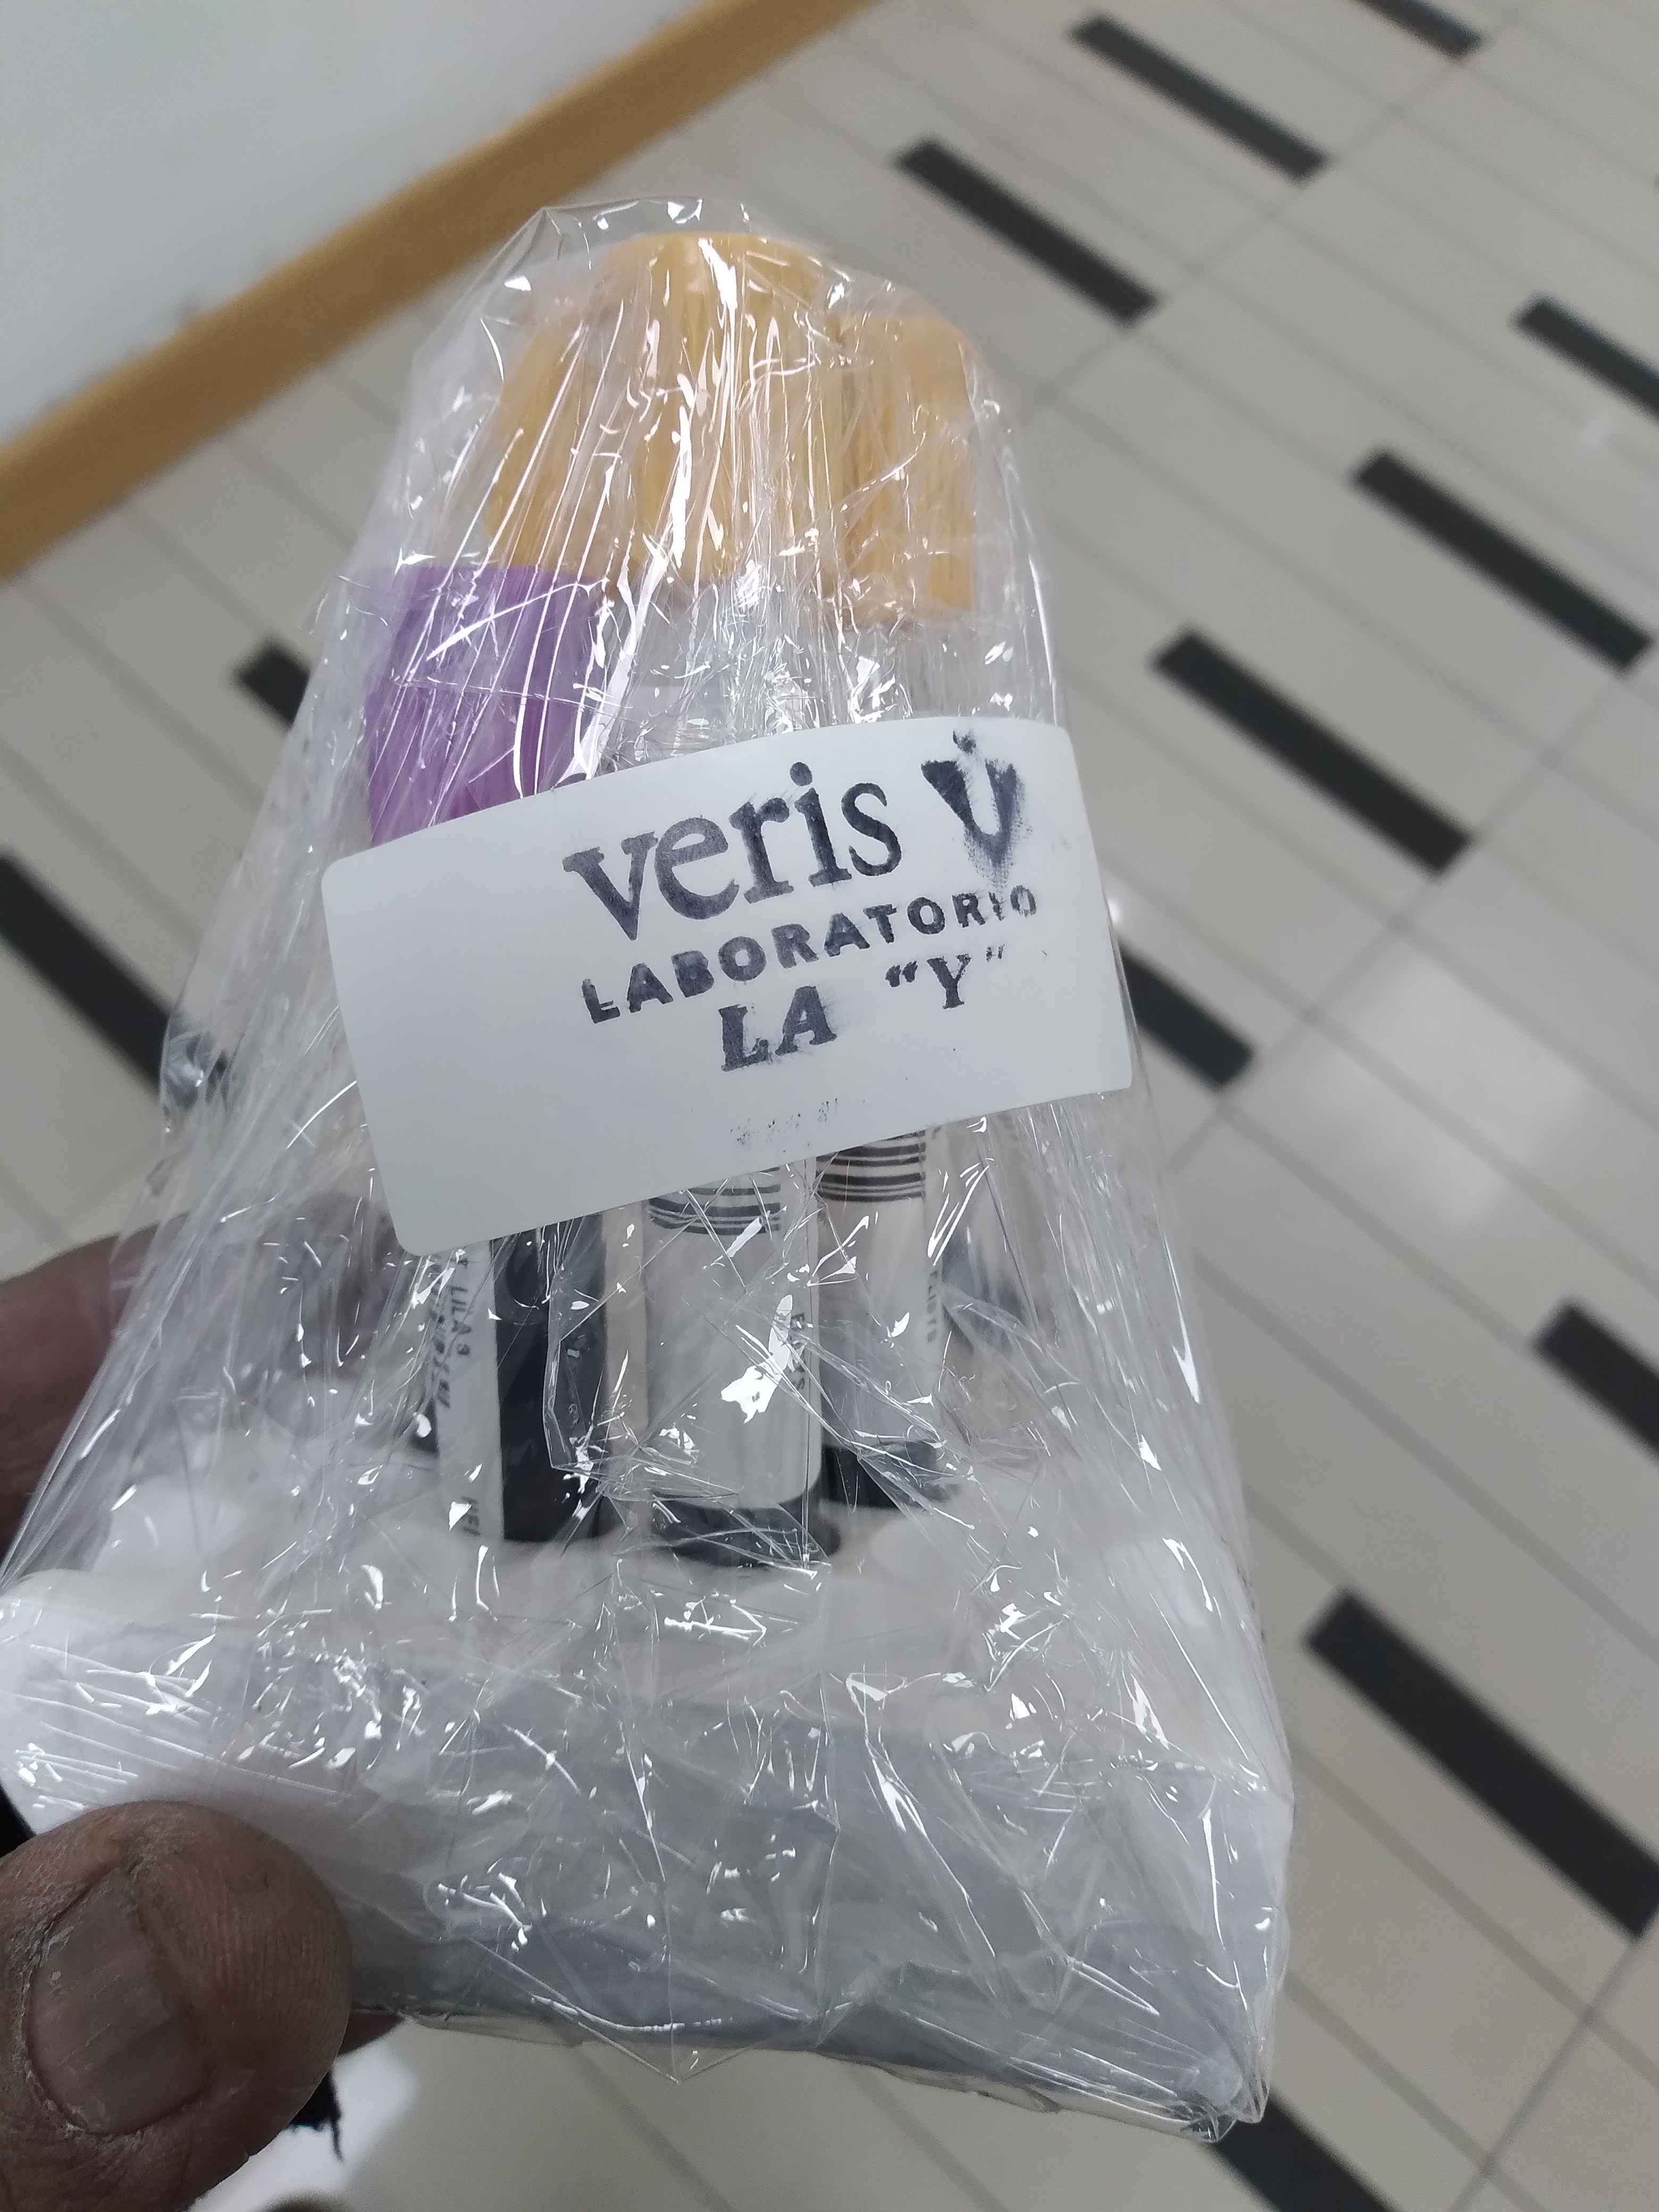 veris V
LABORATORIO
LA "Y"